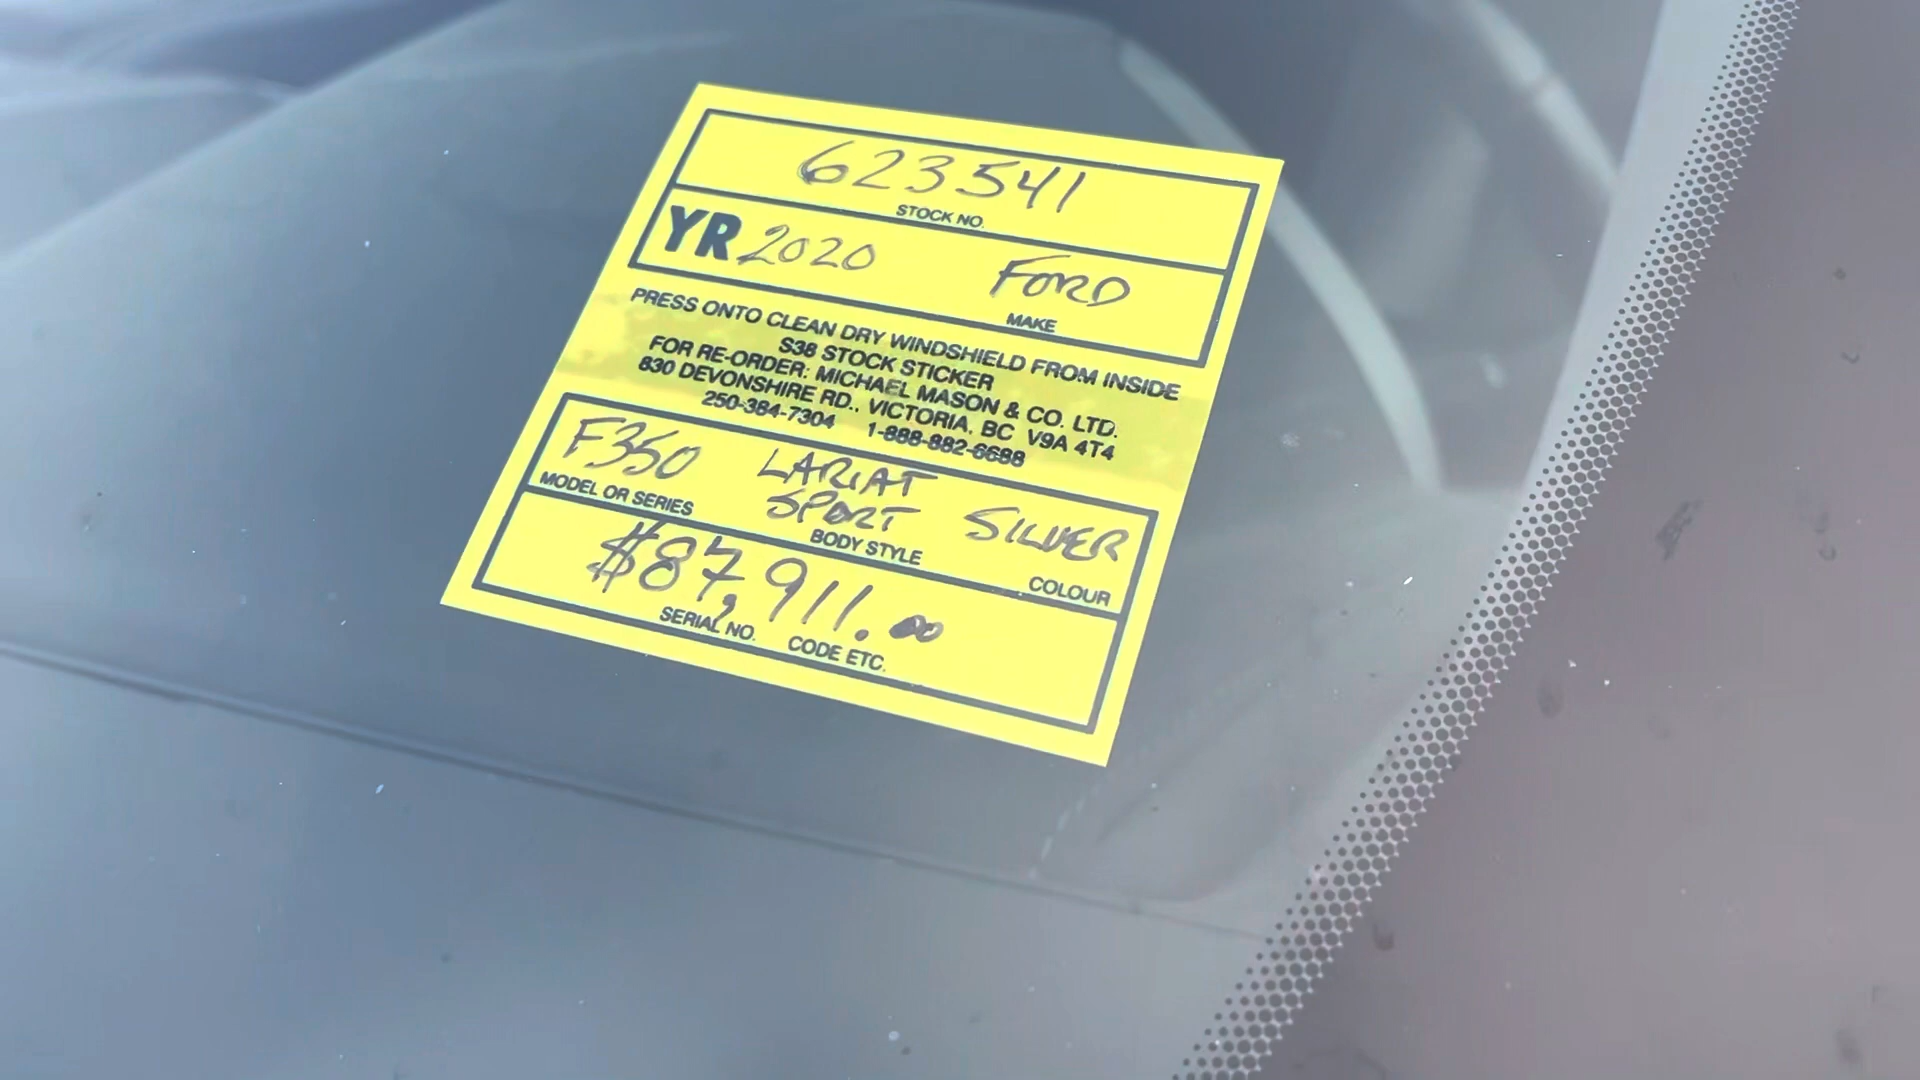 623541
STOCK NO.
YR 2020 FORD
MAKE
PRESS ONTO CLEAN DRY WINDSHIELD FROM INSIDE
S38 STOCK STICKER
FOR RE-ORDER: MICHAEL MASON & CO. LTD.
830 DEVONSHIRE RD., VICTORIA, BC V9A 4T4
250-384-7304 1-888-882-6688
F350 LARIAT
SPORT SILVER
MODEL OR SERIES BODY STYLE COLOUR
$87,911.00
SERIAL NO. CODE ETC.